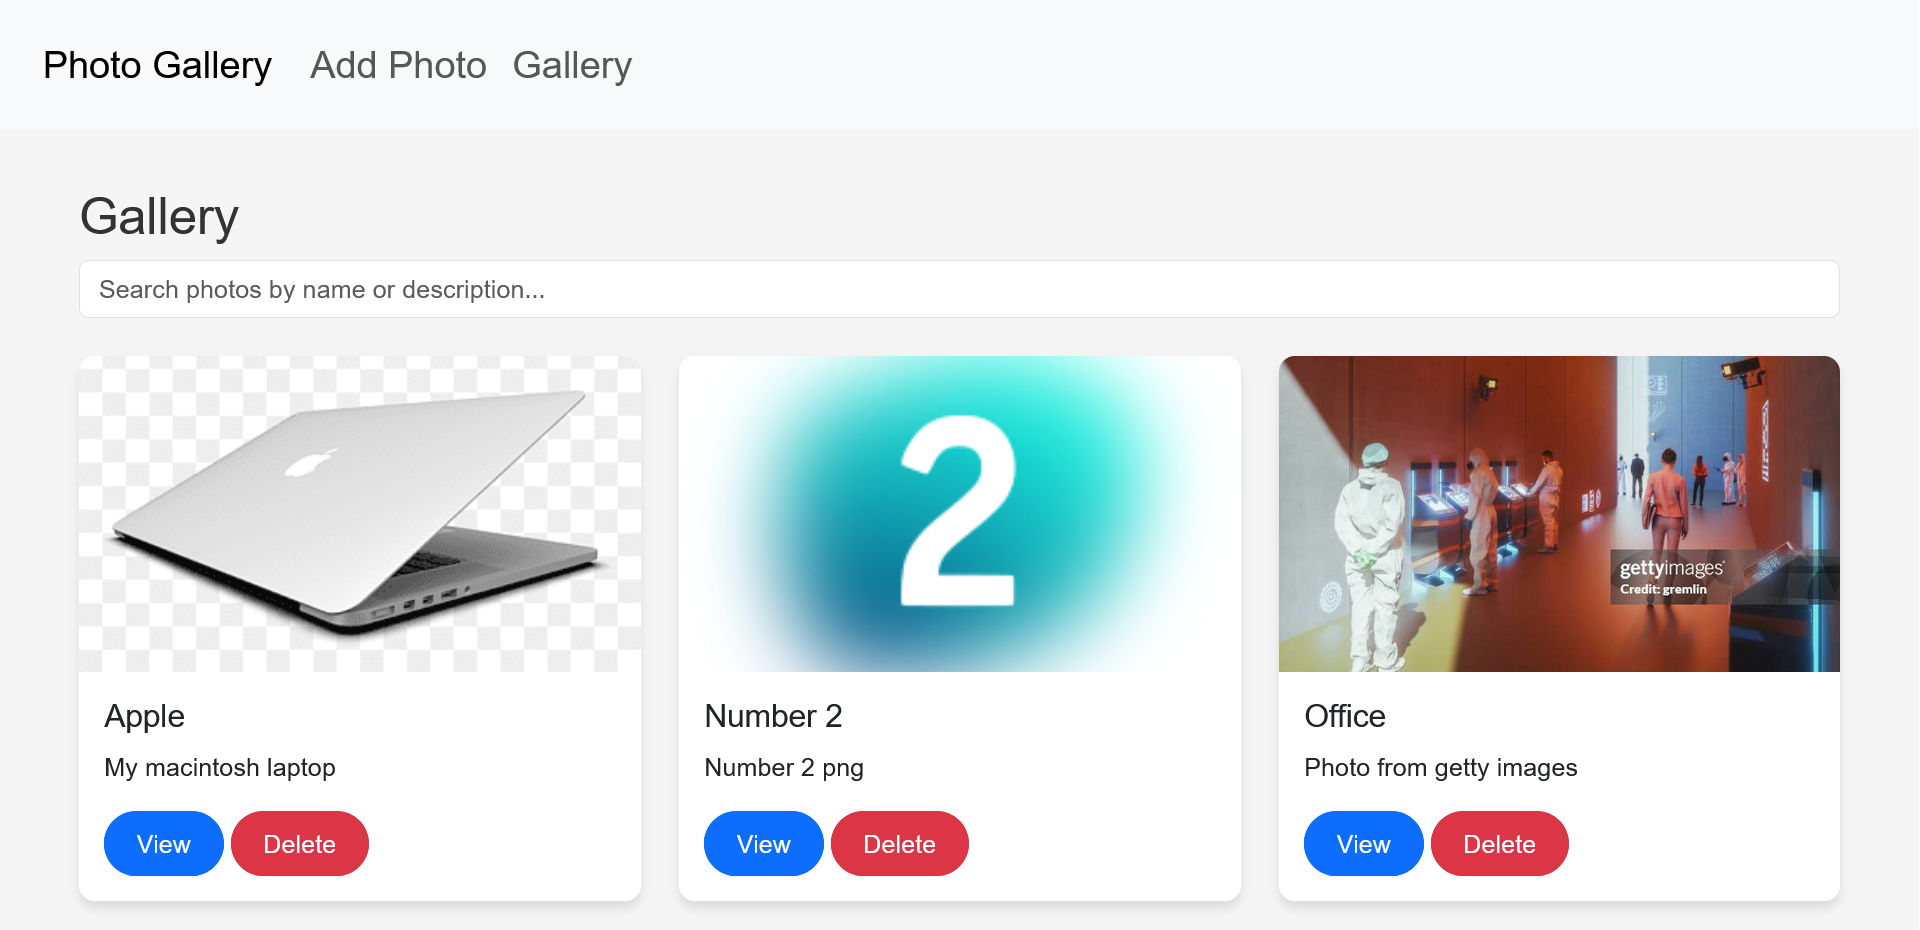 Photo Gallery Add Photo Gallery
Gallery
Search photos by name or description...
2
gettyimages®
Credit: gremlin
Apple
My macintosh laptop
View Delete
Number 2
Number 2 png
View Delete
Office
Photo from getty images
View Delete